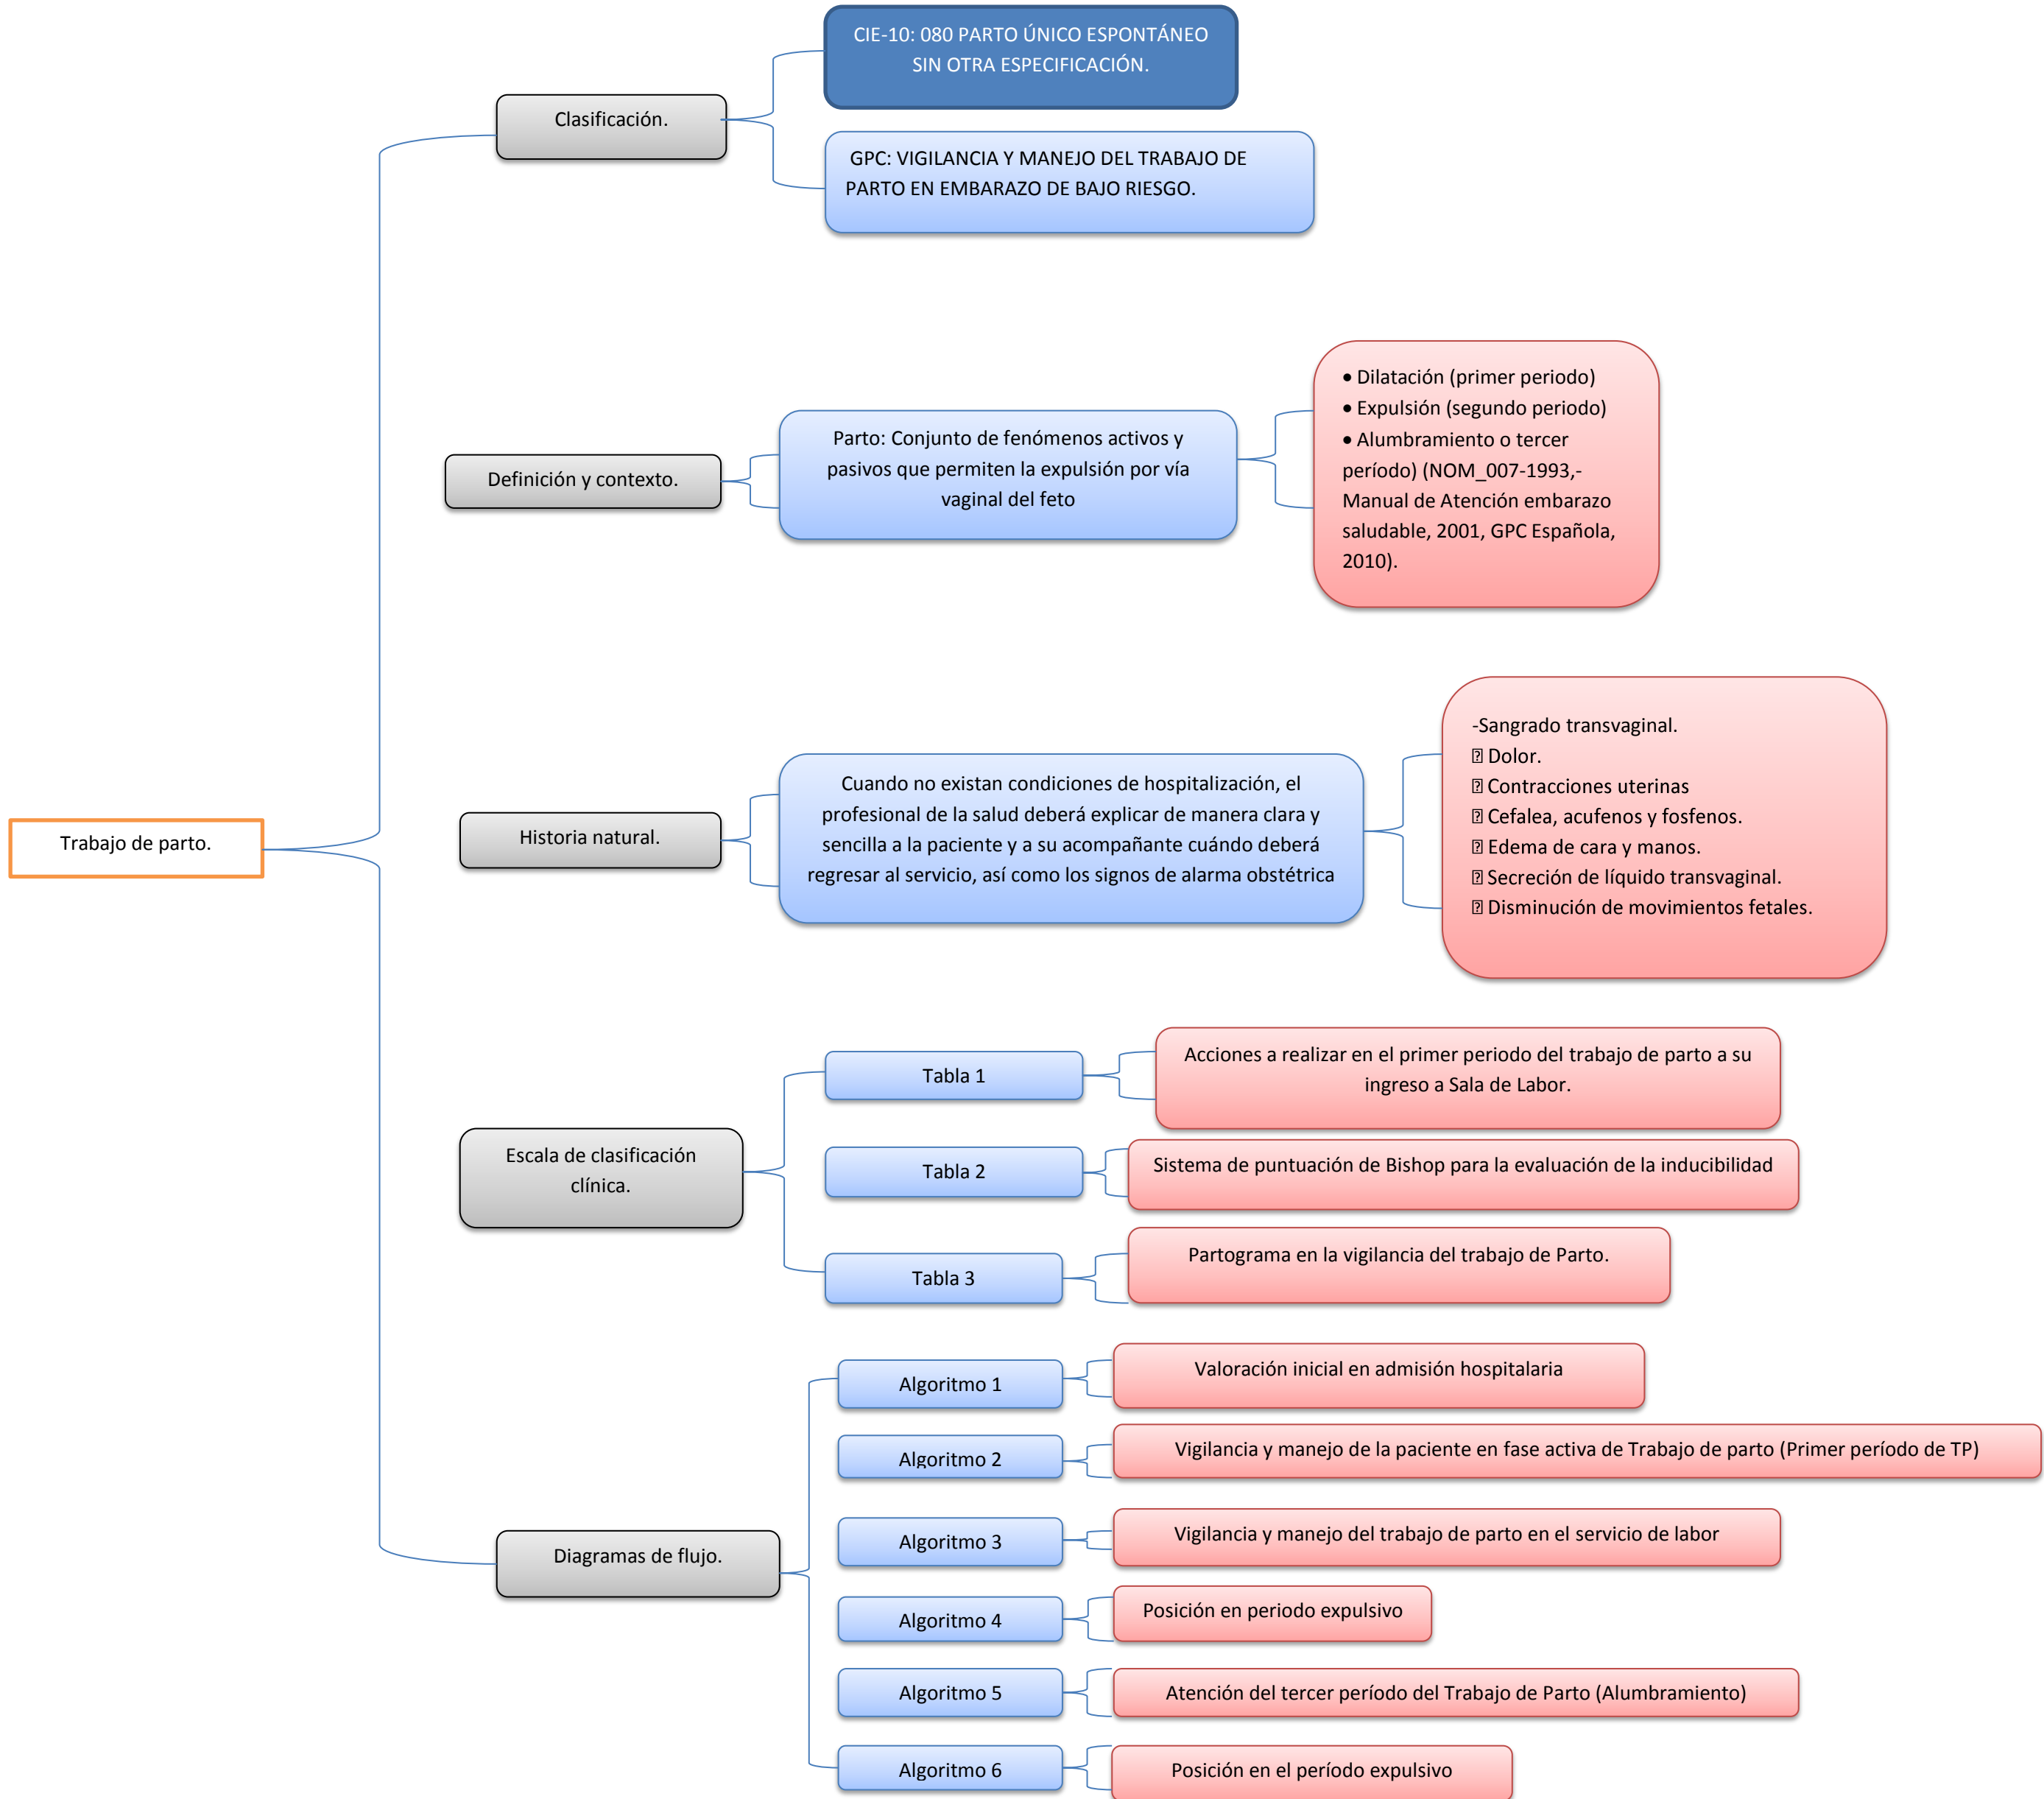 CIE-10: 080 PARTO ÚNICO ESPONTÁNEO
SIN OTRA ESPECIFICACIÓN.
Clasificación.
GPC: VIGILANCIA Y MANEJO DEL TRABAJO DE
PARTO EN EMBARAZO DE BAJO RIESGO.
Definición y contexto.
Parto: Conjunto de fenómenos activos y
pasivos que permiten la expulsión por vía
vaginal del feto
• Dilatación (primer periodo)
• Expulsión (segundo periodo)
• Alumbramiento o tercer
período) (NOM_007-1993,-
Manual de Atención embarazo
saludable, 2001, GPC Española,
2010).
Trabajo de parto.
Historia natural.
Cuando no existan condiciones de hospitalización, el
profesional de la salud deberá explicar de manera clara y
sencilla a la paciente y a su acompañante cuándo deberá
regresar al servicio, así como los signos de alarma obstétrica
-Sangrado transvaginal.
⍰ Dolor.
⍰ Contracciones uterinas
⍰ Cefalea, acufenos y fosfenos.
⍰ Edema de cara y manos.
⍰ Secreción de líquido transvaginal.
⍰ Disminución de movimientos fetales.
Escala de clasificación
clínica.
Tabla 1
Acciones a realizar en el primer periodo del trabajo de parto a su
ingreso a Sala de Labor.
Tabla 2
Sistema de puntuación de Bishop para la evaluación de la inducibilidad
Tabla 3
Partograma en la vigilancia del trabajo de Parto.
Diagramas de flujo.
Algoritmo 1
Valoración inicial en admisión hospitalaria
Algoritmo 2
Vigilancia y manejo de la paciente en fase activa de Trabajo de parto (Primer período de TP)
Algoritmo 3
Vigilancia y manejo del trabajo de parto en el servicio de labor
Algoritmo 4
Posición en periodo expulsivo
Algoritmo 5
Atención del tercer período del Trabajo de Parto (Alumbramiento)
Algoritmo 6
Posición en el período expulsivo